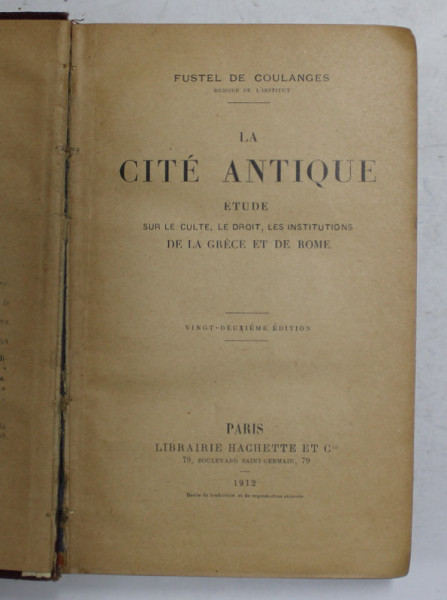 FUSTEL DE COULANGES
MEMBRE DE L'INSTITUT
LA
CITÉ ANTIQUE
ÉTUDE
SUR LE CULTE, LE DROIT, LES INSTITUTIONS
DE LA GRÈCE ET DE ROME
VINGT-DEUXIÈME ÉDITION
PARIS
LIBRAIRIE HACHETTE ET Cie
79, BOULEVARD SAINT-GERMAIN, 79
1912
Droits de traduction et de reproduction réservés